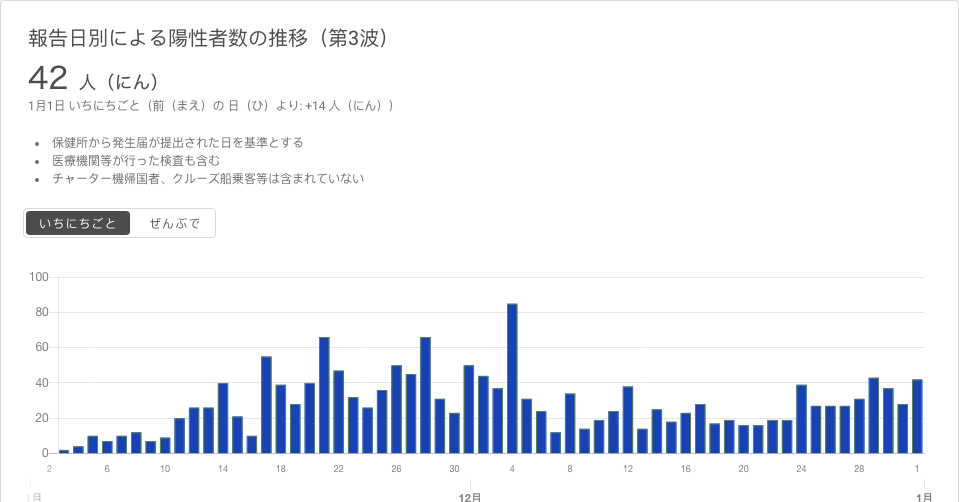 報告日別による陽性者数の推移（第3波）
42 人（にん）
1月1日 いちにちごと（前（まえ）の 日（ひ）より: +14 人（にん））
保健所から発生届が提出された日を基準とする
医療機関等が行った検査も含む
チャーター機帰国者、クルーズ船乗客等は含まれていない
いちにちごと ぜんぶで
100
80
60
40
20
0
2 6 10 14 18 22 26 30 4 8 12 16 20 24 28 1
1月 12月 1月